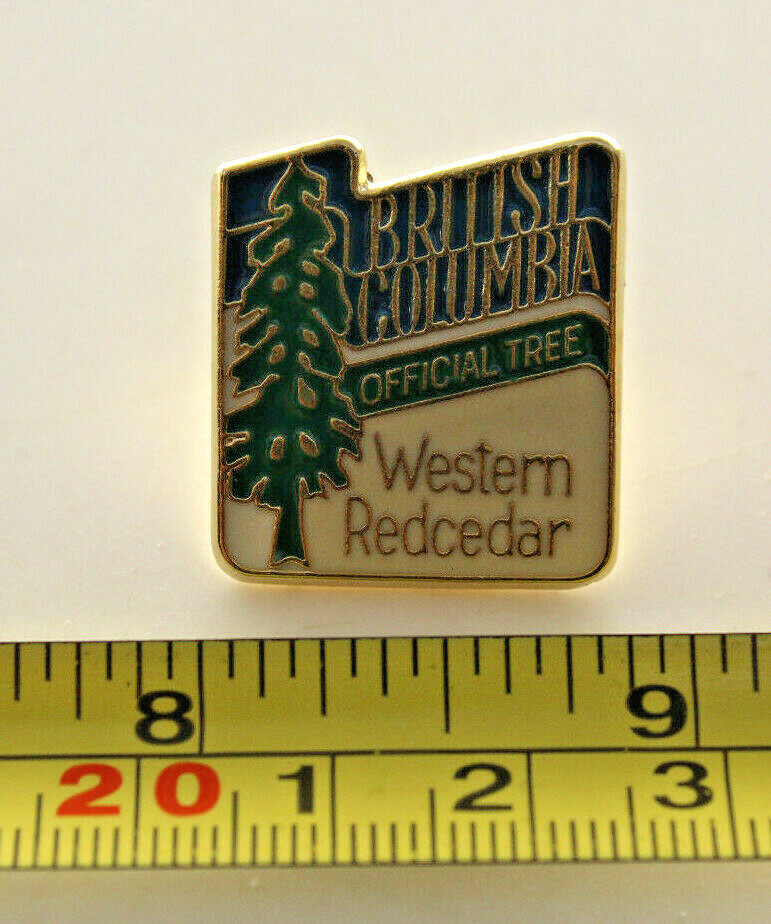 BRITISH
COLUMBIA
OFFICIAL TREE
Western
Redcedar
8 9
20 1 2 3